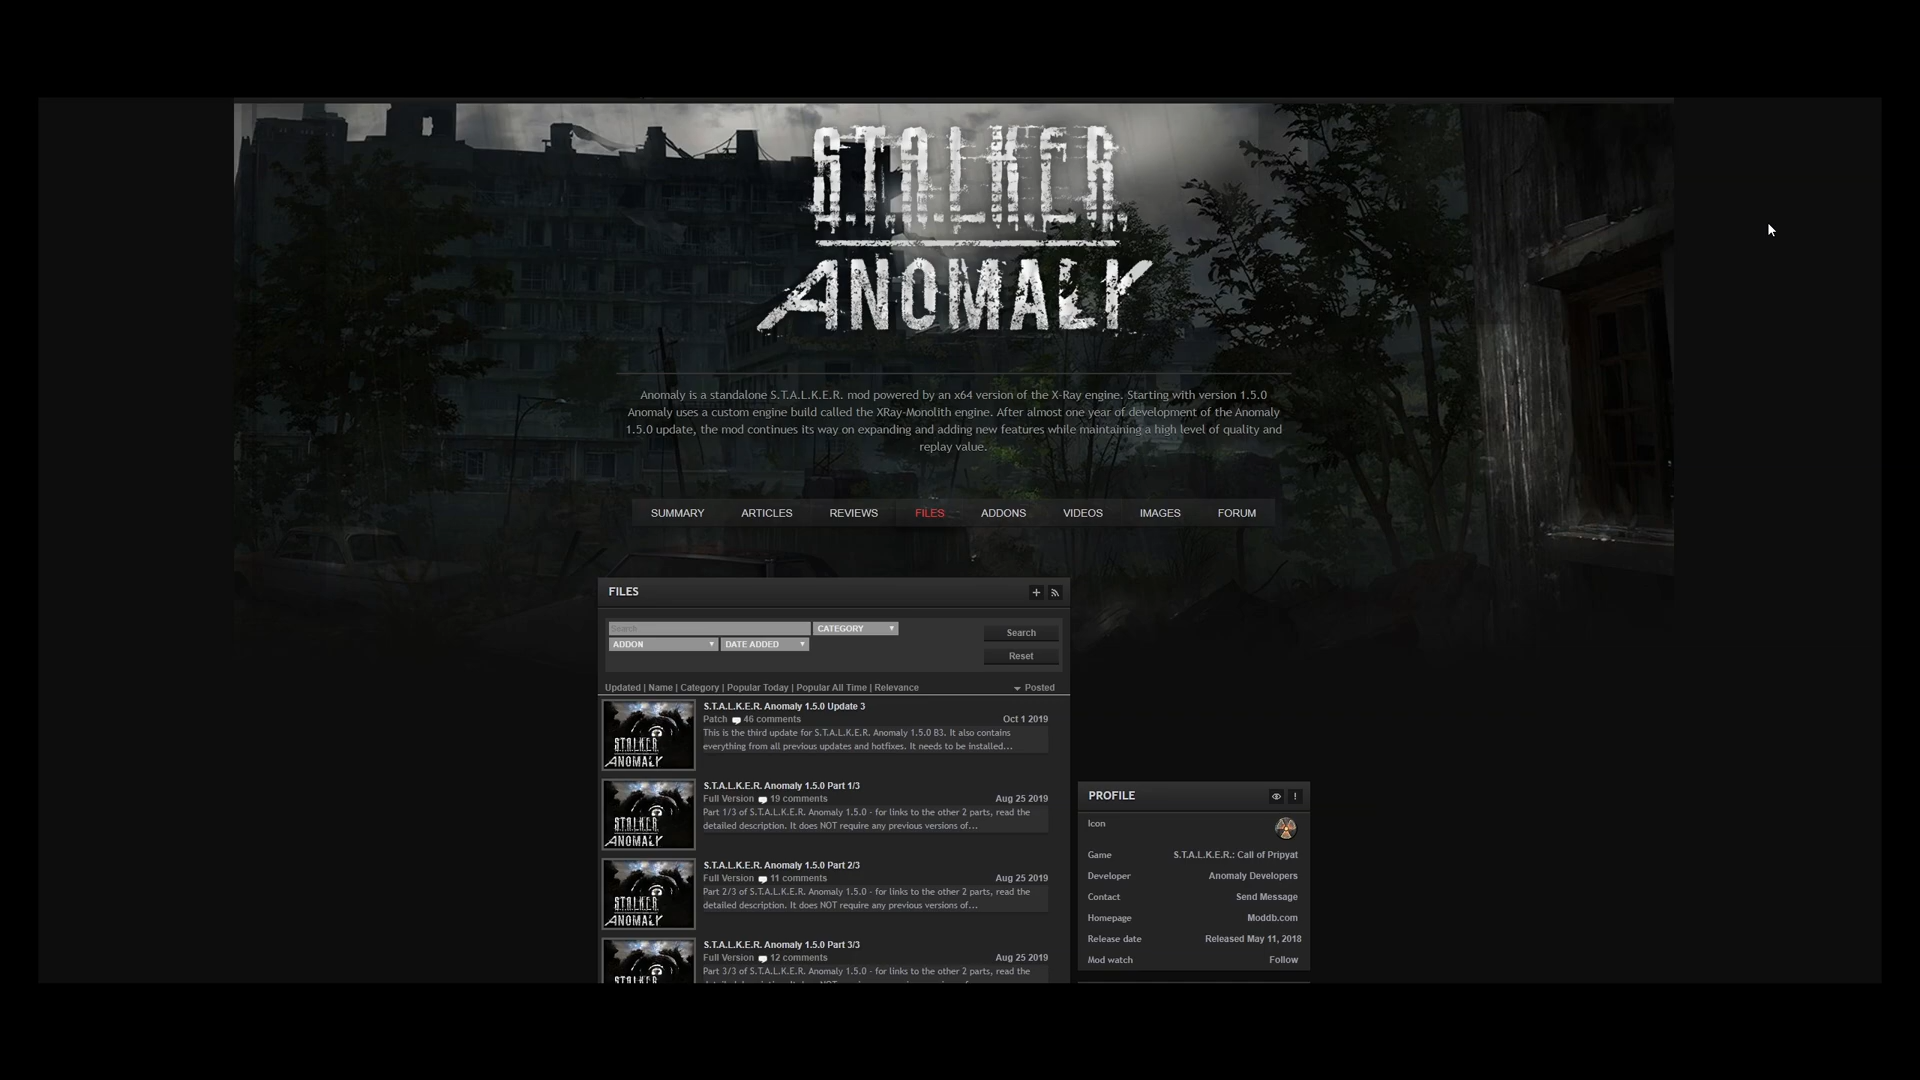 S.T.A.L.K.E.R.
ANOMALY
Anomaly is a standalone S.T.A.L.K.E.R. mod powered by an x64 version of the X-Ray engine. Starting with version 1.5.0
Anomaly uses a custom engine build called the XRay-Monolith engine. After almost one year of development of the Anomaly
1.5.0 update, the mod continues its way on expanding and adding new features while maintaining a high level of quality and
replay value.
SUMMARY ARTICLES REVIEWS FILES ADDONS VIDEOS IMAGES FORUM
FILES
Search CATEGORY
Search
ADDON DATE ADDED
Reset
Updated | Name | Category | Popular Today | Popular All Time | Relevance Posted
S.T.A.L.K.E.R.
ANOMALY
S.T.A.L.K.E.R. Anomaly 1.5.0 Update 3
Patch 46 comments Oct 1 2019
This is the third update for S.T.A.L.K.E.R. Anomaly 1.5.0 B3. It also contains
everything from all previous updates and hotfixes. It needs to be installed...
S.T.A.L.K.E.R.
ANOMALY
S.T.A.L.K.E.R. Anomaly 1.5.0 Part 1/3
Full Version 19 comments Aug 25 2019
Part 1/3 of S.T.A.L.K.E.R. Anomaly 1.5.0 - for links to the other 2 parts, read the
detailed description. It does NOT require any previous versions of...
S.T.A.L.K.E.R.
ANOMALY
S.T.A.L.K.E.R. Anomaly 1.5.0 Part 2/3
Full Version 11 comments Aug 25 2019
Part 2/3 of S.T.A.L.K.E.R. Anomaly 1.5.0 - for links to the other 2 parts, read the
detailed description. It does NOT require any previous versions of...
S.T.A.L.K.E.R. Anomaly 1.5.0 Part 3/3
Full Version 12 comments Aug 25 2019
Part 3/3 of S.T.A.L.K.E.R. Anomaly 1.5.0 - for links to the other 2 parts, read the
PROFILE
Icon
Game S.T.A.L.K.E.R.: Call of Pripyat
Developer Anomaly Developers
Contact Send Message
Homepage Moddb.com
Release date Released May 11, 2018
Mod watch Follow